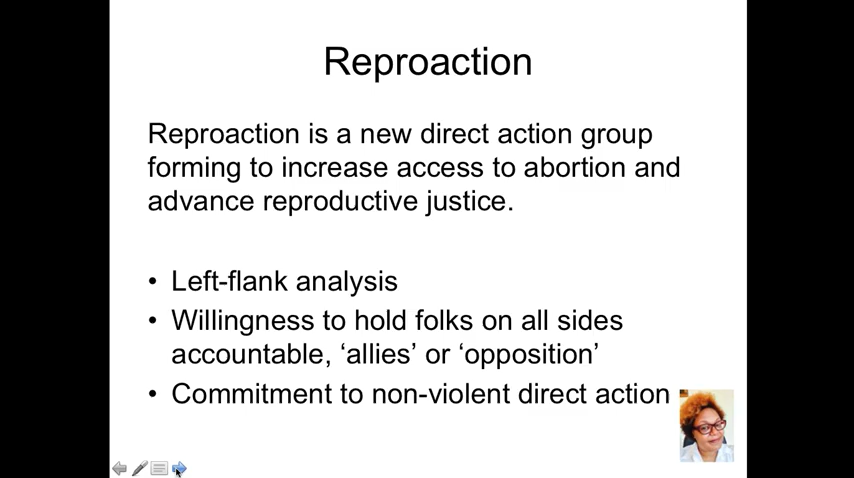 Reproaction
Reproaction is a new direct action group
forming to increase access to abortion and
advance reproductive justice.
• Left-flank analysis
• Willingness to hold folks on all sides
accountable, ‘allies’ or ‘opposition’
• Commitment to non-violent direct action